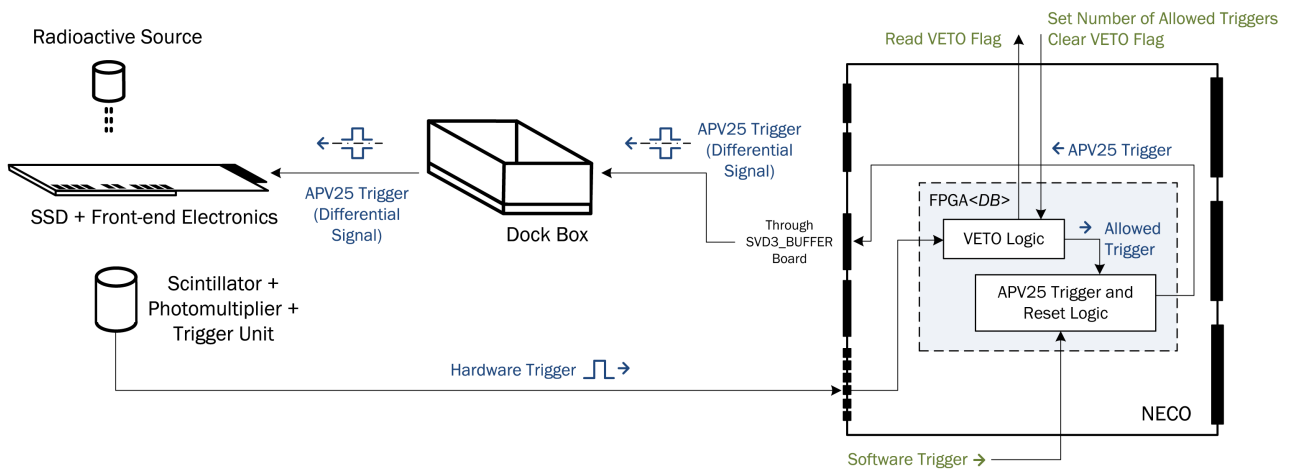 Radioactive Source
SSD + Front-end Electronics
Scintillator +
Photomultiplier +
Trigger Unit
APV25 Trigger
(Differential
Signal)
Dock Box
APV25 Trigger
(Differential
Signal)
Through
SVD3_BUFFER
Board
Hardware Trigger
Read VETO Flag
Set Number of Allowed Triggers
Clear VETO Flag
APV25 Trigger
FPGA<DB>
VETO Logic
Allowed
Trigger
APV25 Trigger and
Reset Logic
NECO
Software Trigger